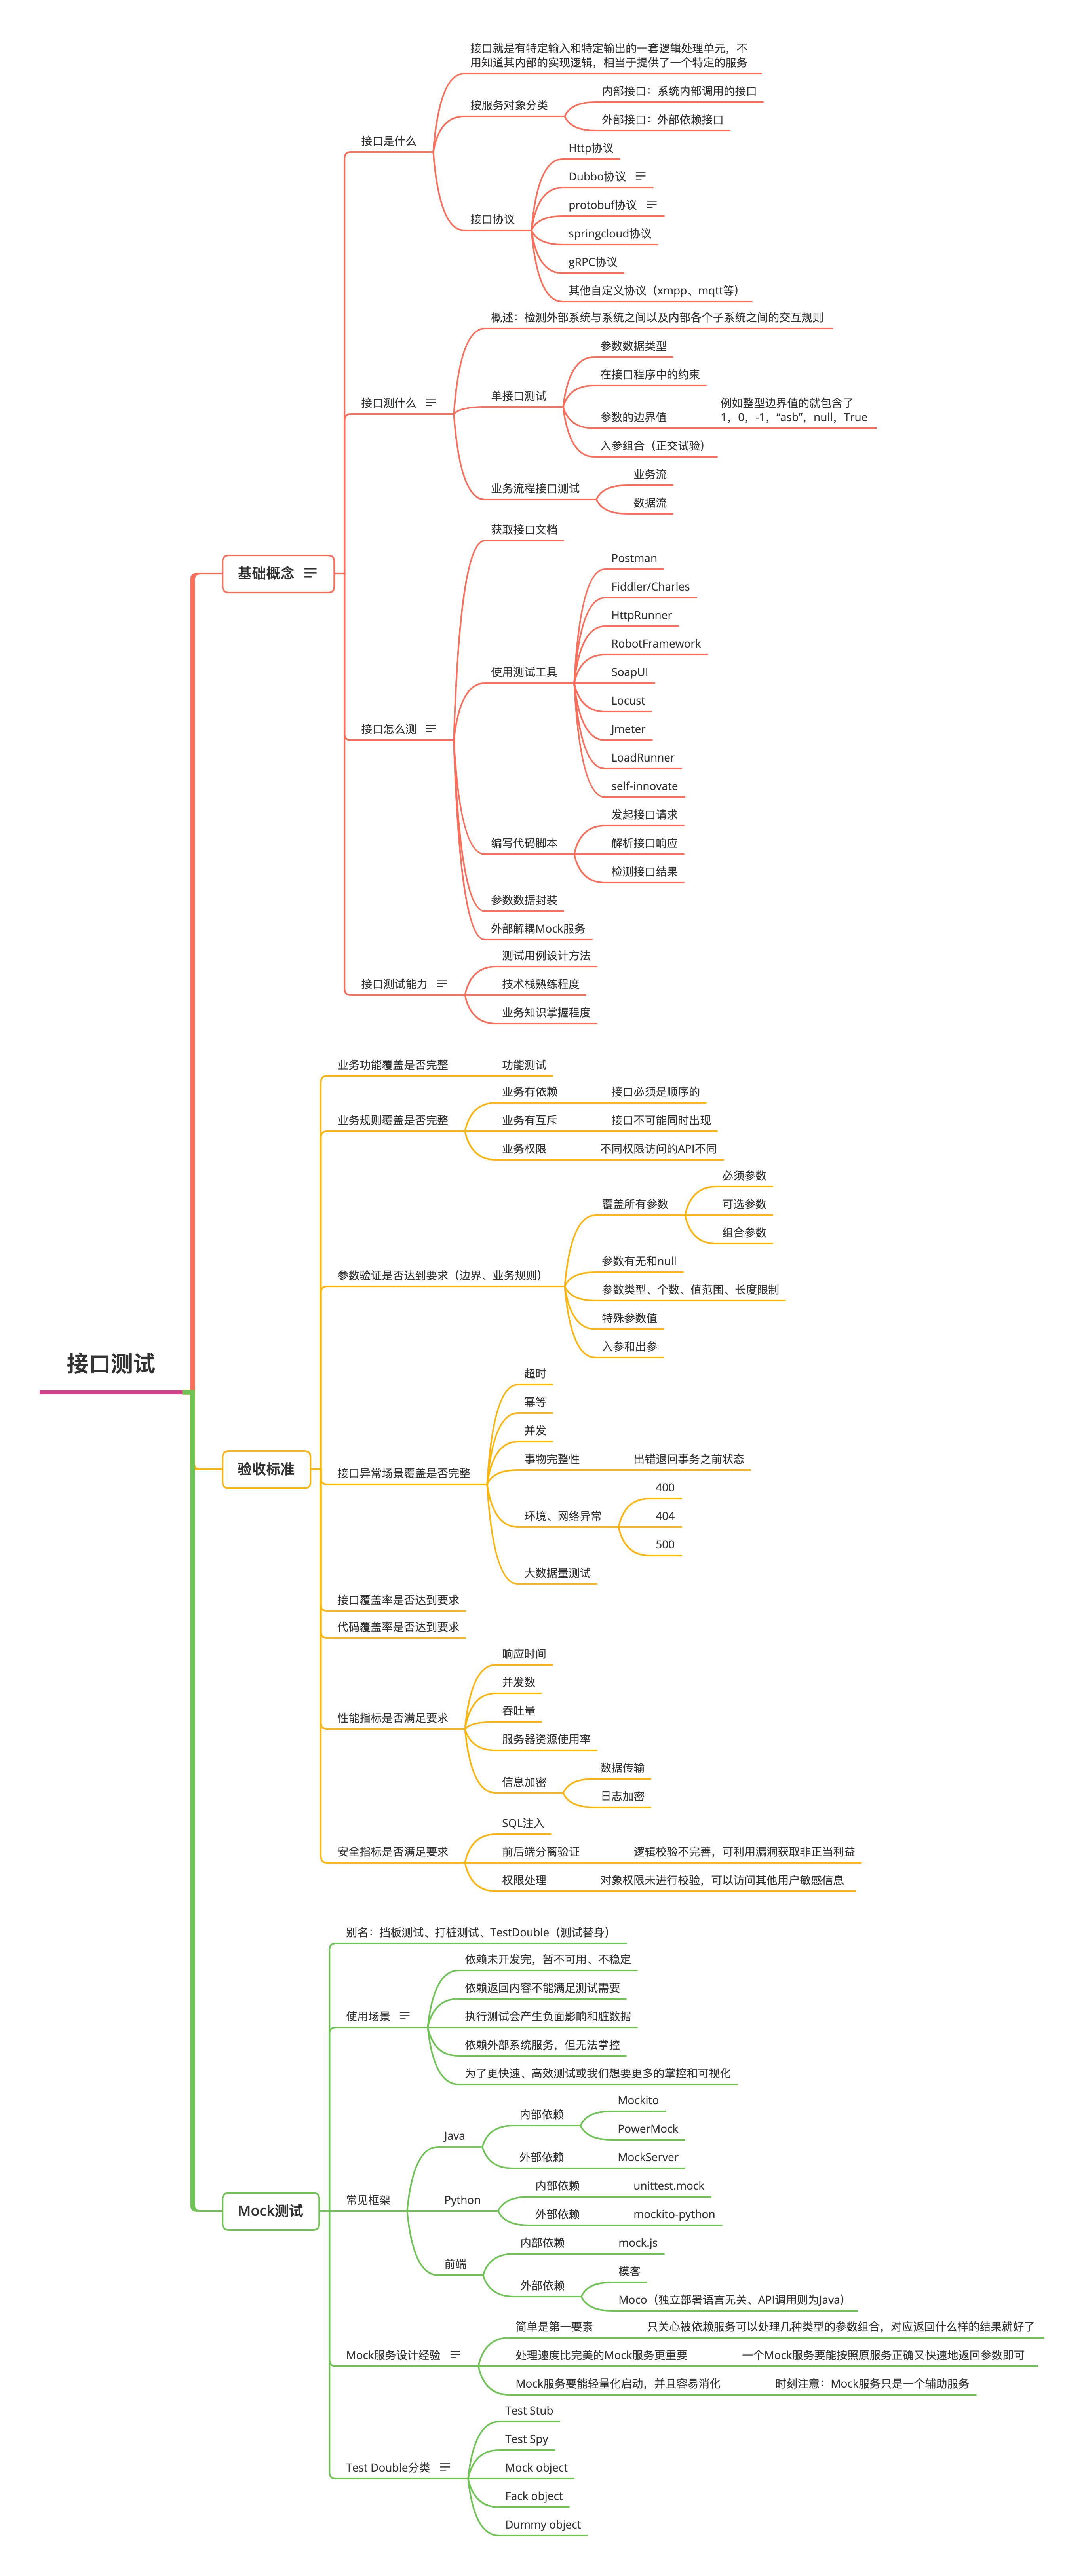 接口就是有特定输入和特定输出的一套逻辑处理单元，不
用知道其内部的实现逻辑，相当于提供了一个特定的服务
按服务对象分类
内部接口：系统内部调用的接口
外部接口：外部依赖接口
接口是什么
Http协议
Dubbo协议
接口协议
protobuf协议
springcloud协议
gRPC协议
其他自定义协议（xmpp、mqtt等）
概述：检测外部系统与系统之间以及内部各个子系统之间的交互规则
接口测什么
单接口测试
参数数据类型
在接口程序中的约束
参数的边界值
例如整型边界值的就包含了
1，0，-1，“asb”，null，True
入参组合（正交试验）
业务流程接口测试
业务流
数据流
基础概念
获取接口文档
接口怎么测
使用测试工具
Postman
Fiddler/Charles
HttpRunner
RobotFramework
SoapUI
Locust
Jmeter
LoadRunner
self-innovate
编写代码脚本
发起接口请求
解析接口响应
检测接口结果
参数数据封装
外部解耦Mock服务
接口测试能力
测试用例设计方法
技术栈熟练程度
业务知识掌握程度
业务功能覆盖是否完整
功能测试
业务规则覆盖是否完整
业务有依赖
接口必须是顺序的
业务有互斥
接口不可能同时出现
业务权限
不同权限访问的API不同
参数验证是否达到要求（边界、业务规则）
覆盖所有参数
必须参数
可选参数
组合参数
参数有无和null
参数类型、个数、值范围、长度限制
特殊参数值
入参和出参
接口测试
验收标准
接口异常场景覆盖是否完整
超时
幂等
并发
事物完整性
出错退回事务之前状态
环境、网络异常
400
404
500
大数据量测试
接口覆盖率是否达到要求
代码覆盖率是否达到要求
性能指标是否满足要求
响应时间
并发数
吞吐量
服务器资源使用率
信息加密
数据传输
日志加密
安全指标是否满足要求
SQL注入
前后端分离验证
逻辑校验不完善，可利用漏洞获取非正当利益
权限处理
对象权限未进行校验，可以访问其他用户敏感信息
别名：挡板测试、打桩测试、TestDouble（测试替身）
使用场景
依赖未开发完，暂不可用、不稳定
依赖返回内容不能满足测试需要
执行测试会产生负面影响和脏数据
依赖外部系统服务，但无法掌控
为了更快速、高效测试或我们想要更多的掌控和可视化
Mock测试
常见框架
Java
内部依赖
Mockito
PowerMock
外部依赖
MockServer
Python
内部依赖
unittest.mock
外部依赖
mockito-python
前端
内部依赖
mock.js
外部依赖
模客
Moco（独立部署语言无关、API调用则为Java）
Mock服务设计经验
简单是第一要素
只关心被依赖服务可以处理几种类型的参数组合，对应返回什么样的结果就好了
处理速度比完美的Mock服务更重要
一个Mock服务要能按照原服务正确又快速地返回参数即可
Mock服务要能轻量化启动，并且容易消化
时刻注意：Mock服务只是一个辅助服务
Test Double分类
Test Stub
Test Spy
Mock object
Fack object
Dummy object